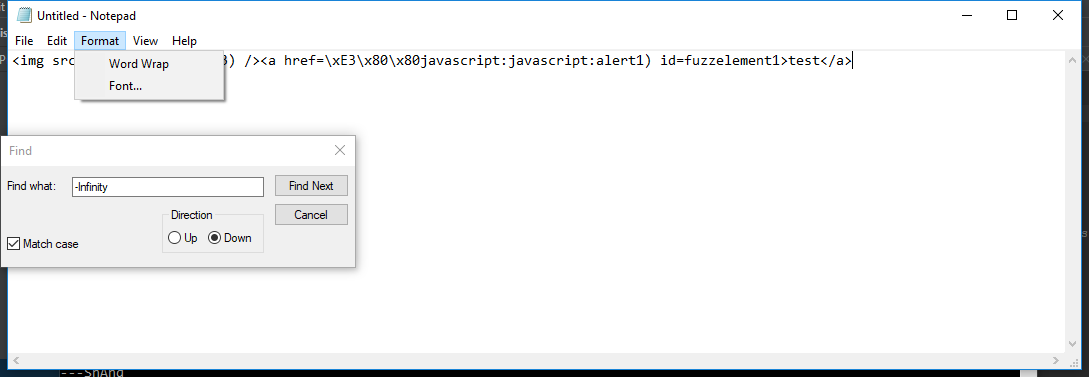 Untitled - Notepad
File Edit Format View Help
<img src 3) /><a href=\xE3\x80\x80javascript:javascript:alert1) id=fuzzelement1>test</a>
Word Wrap
Font...
Find
Find what: -Infinity Find Next
Cancel
Direction
Up Down
Match case